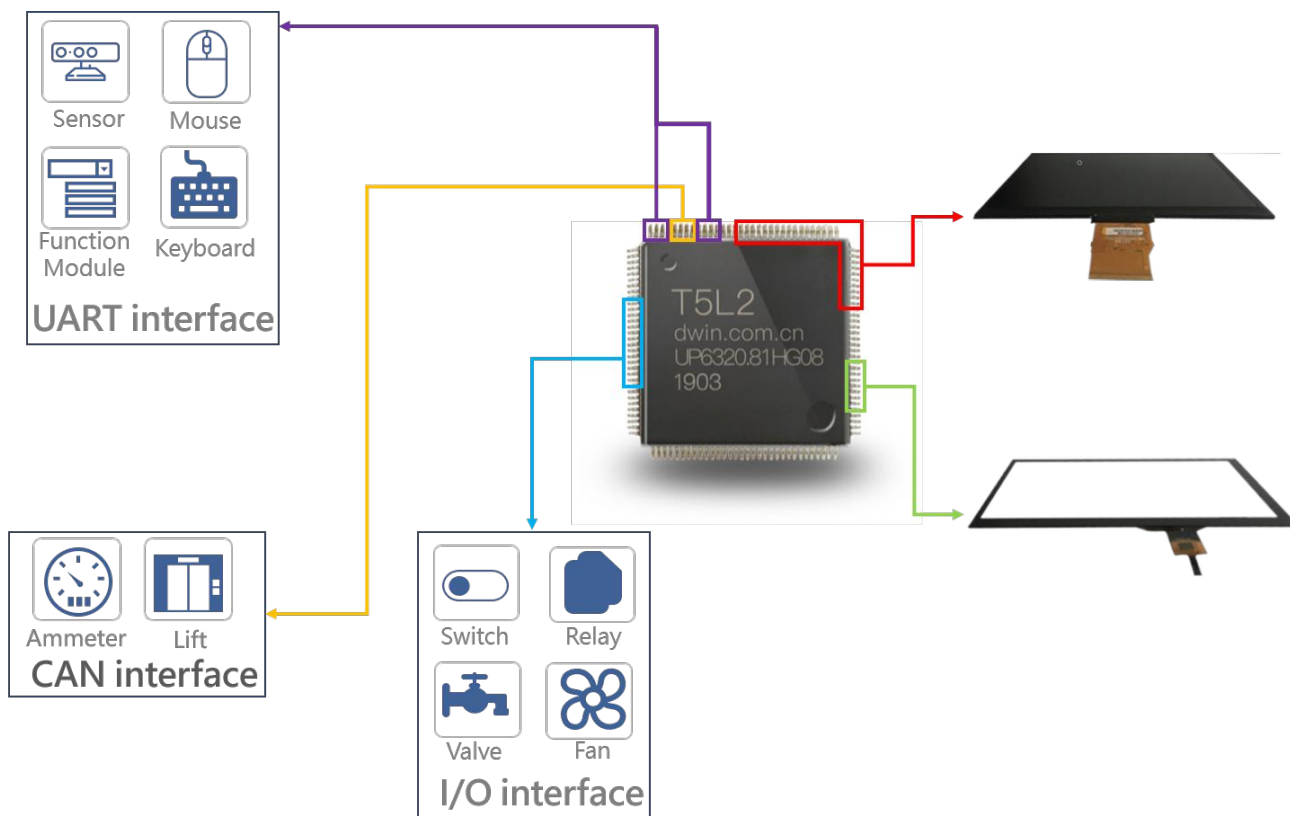 Sensor
Mouse
Function
Module
Keyboard
UART interface
T5L2
dwin.com.cn
UP6320.81HG08
1903
Ammeter
Lift
CAN interface
Switch
Relay
Valve
Fan
I/O interface